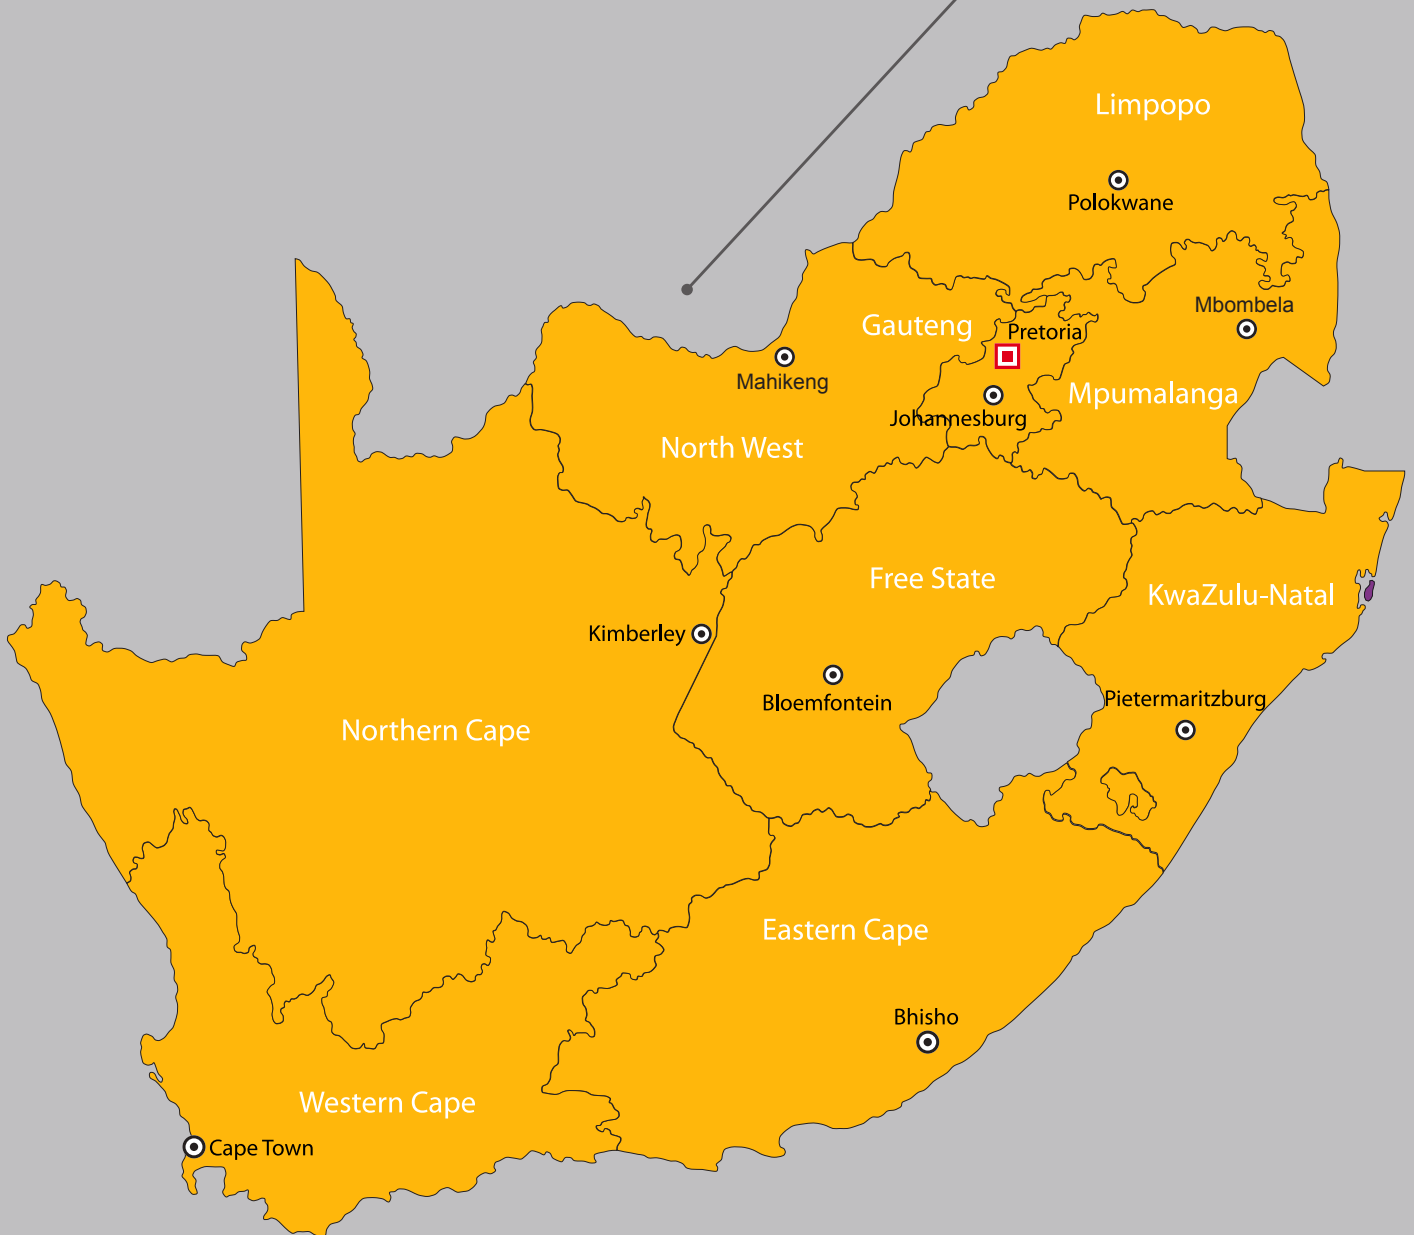 Limpopo
Polokwane
Mbombela
Gauteng
Pretoria
Mahikeng
Mpumalanga
Johannesburg
North West
Free State
KwaZulu-Natal
Kimberley
Bloemfontein
Pietermaritzburg
Northern Cape
Eastern Cape
Bhisho
Western Cape
Cape Town